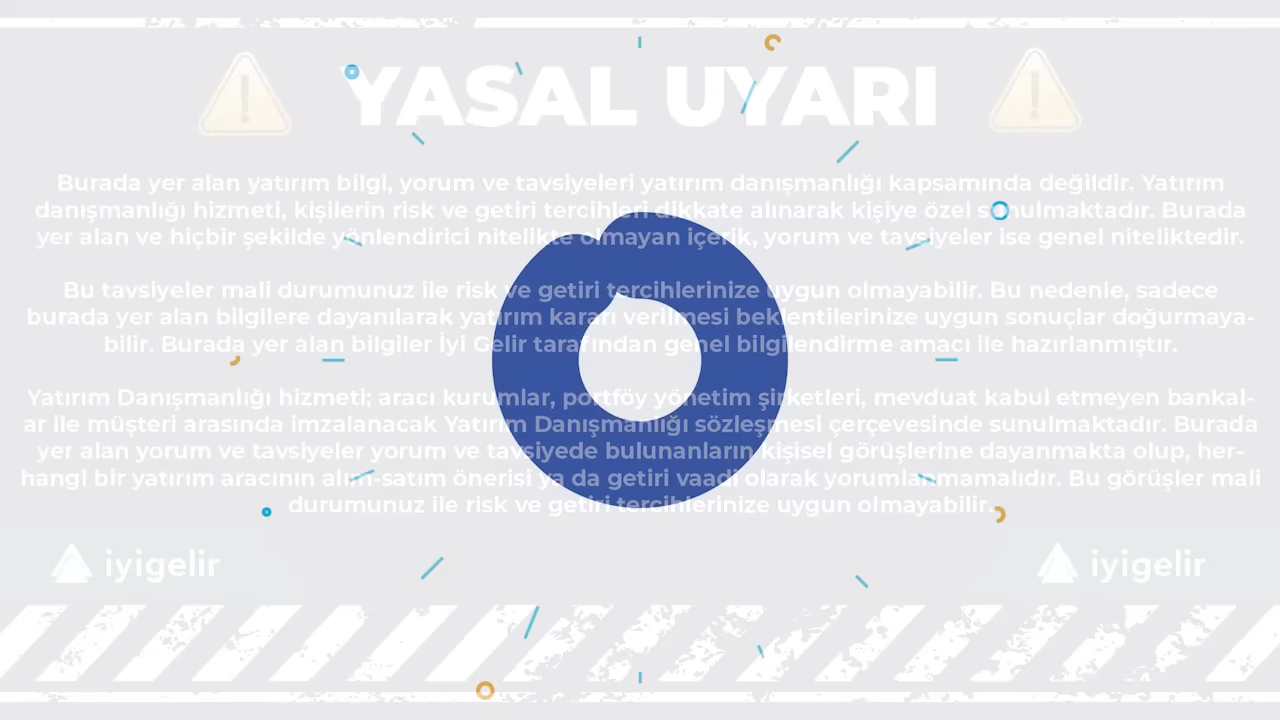 YASAL UYARI
Burada yer alan yatırım bilgi, yorum ve tavsiyeleri yatırım danışmanlığı kapsamında değildir. Yatırım
danışmanlığı hizmeti, kişilerin risk ve getiri tercihleri dikkate alınarak kişiye özel sunulmaktadır. Burada
yer alan ve hiçbir şekilde yönlendirici nitelikte olmayan içerik, yorum ve tavsiyeler ise genel niteliktedir.
Bu tavsiyeler mali durumunuz ile risk ve getiri tercihlerinize uygun olmayabilir. Bu nedenle, sadece
burada yer alan bilgilere dayanılarak yatırım kararı verilmesi beklentilerinize uygun sonuçlar doğurmaya-
bilir. Burada yer alan bilgiler İyi Gelir tarafından genel bilgilendirme amacı ile hazırlanmıştır.
Yatırım Danışmanlığı hizmeti; aracı kurumlar, portföy yönetim şirketleri, mevduat kabul etmeyen bankal-
ar ile müşteri arasında imzalanacak Yatırım Danışmanlığı sözleşmesi çerçevesinde sunulmaktadır. Burada
yer alan yorum ve tavsiyeler yorum ve tavsiyede bulunanların kişisel görüşlerine dayanmakta olup, her-
hangi bir yatırım aracının alım-satım önerisi ya da getiri vaadi olarak yorumlanmamalıdır. Bu görüşler mali
durumunuz ile risk ve getiri tercihlerinize uygun olmayabilir.
iyigelir
iyigelir